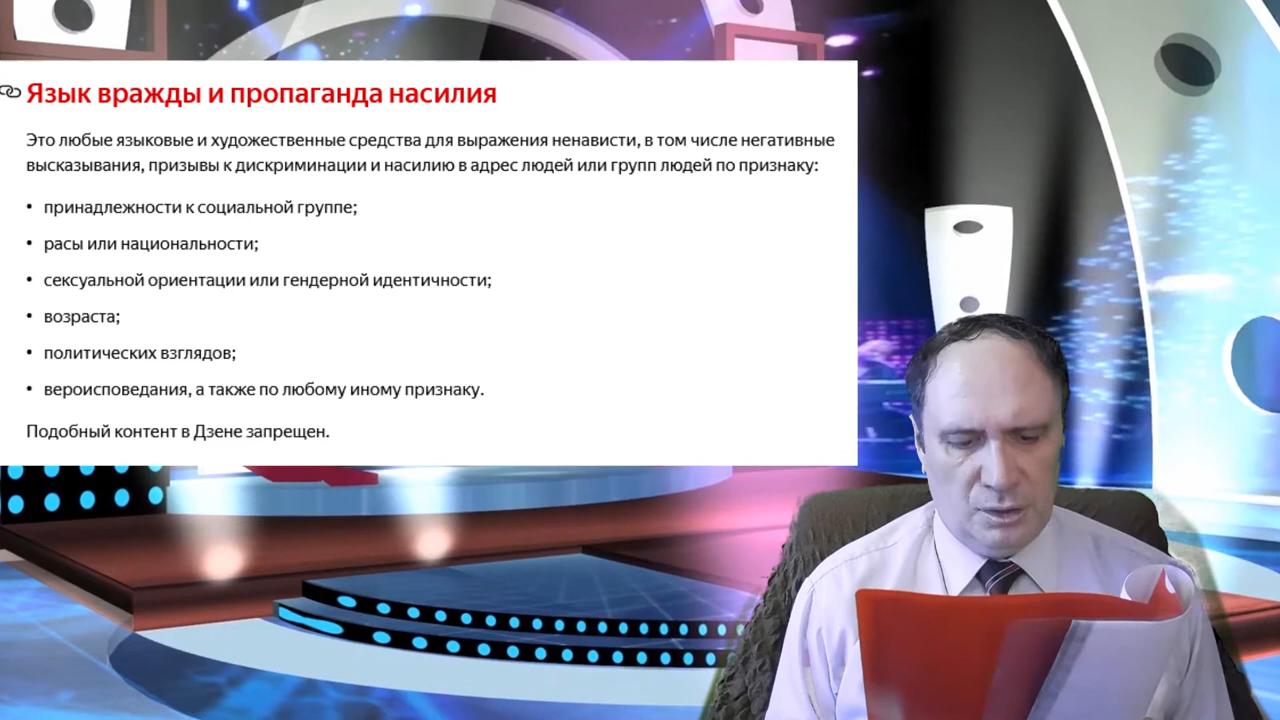 Язык вражды и пропаганда насилия
Это любые языковые и художественные средства для выражения ненависти, в том числе негативные
высказывания, призывы к дискриминации и насилию в адрес людей или групп людей по признаку:
• принадлежности к социальной группе;
• расы или национальности;
• сексуальной ориентации или гендерной идентичности;
• возраста;
• политических взглядов;
• вероисповедания, а также по любому иному признаку.
Подобный контент в Дзене запрещен.